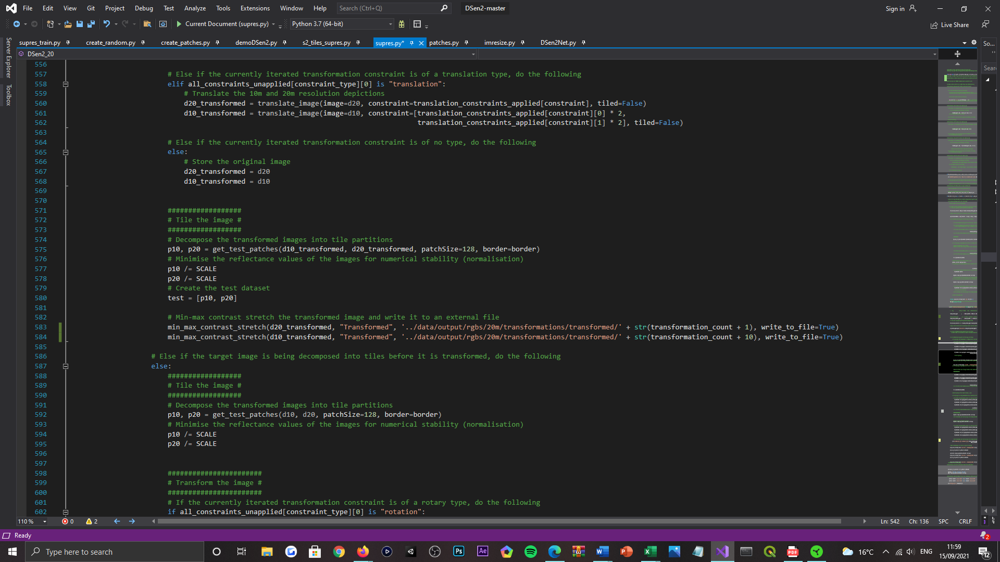 File Edit View Git Project Debug Test Analyze Tools Extensions Window Help Search (Ctrl+Q) DSen2-master Sign in
Current Document (supres.py) Python 3.7 (64-bit) Live Share
supres_train.py create_random.py create_patches.py demoDSen2.py s2_tiles_supres.py supres.py* patches.py imresize.py DSen2Net.py So...
DSen2_20
Server Explorer
Toolbox
Sear
556
557 # Else if the currently iterated transformation constraint is of a translation type, do the following
558 elif all_constraints_unapplied[constraint_type][0] is "translation":
559 # Translate the 10m and 20m resolution depictions
560 d20_transformed = translate_image(image=d20, constraint=translation_constraints_applied[constraint], tiled=False)
561 d10_transformed = translate_image(image=d10, constraint=[translation_constraints_applied[constraint][0] * 2,
562 translation_constraints_applied[constraint][1] * 2], tiled=False)
563
564 # Else if the currently iterated transformation constraint is of no type, do the following
565 else:
566 # Store the original image
567 d20_transformed = d20
568 d10_transformed = d10
569
570
571 ##################
572 # Tile the image #
573 ##################
574 # Decompose the transformed images into tile partitions
575 p10, p20 = get_test_patches(d10_transformed, d20_transformed, patchSize=128, border=border)
576 # Minimise the reflectance values of the images for numerical stability (normalisation)
577 p10 /= SCALE
578 p20 /= SCALE
579 # Create the test dataset
580 test = [p10, p20]
581
582 # Min-max contrast stretch the transformed image and write it to an external file
583 min_max_contrast_stretch(d20_transformed, "Transformed", '../data/output/rgbs/20m/transformations/transformed/' + str(transformation_count + 1), write_to_file=True)
584 min_max_contrast_stretch(d10_transformed, "Transformed", '../data/output/rgbs/20m/transformations/transformed/' + str(transformation_count + 10), write_to_file=True)
585
586 # Else if the target image is being decomposed into tiles before it is transformed, do the following
587 else:
588 ##################
589 # Tile the image #
590 ##################
591 # Decompose the transformed images into tile partitions
592 p10, p20 = get_test_patches(d10, d20, patchSize=128, border=border)
593 # Minimise the reflectance values of the images for numerical stability (normalisation)
594 p10 /= SCALE
595 p20 /= SCALE
596
597
598 #######################
599 # Transform the image #
600 #######################
601 # If the currently iterated transformation constraint is of a rotary type, do the following
602 if all_constraints_unapplied[constraint_type][0] is "rotation":
110 % 0 2 Ln: 542 Ch: 136 SPC CRLF
Ready 2
Type here to search Ps Ae W P X PDF 16°C ENG 11:59
15/09/2021 12